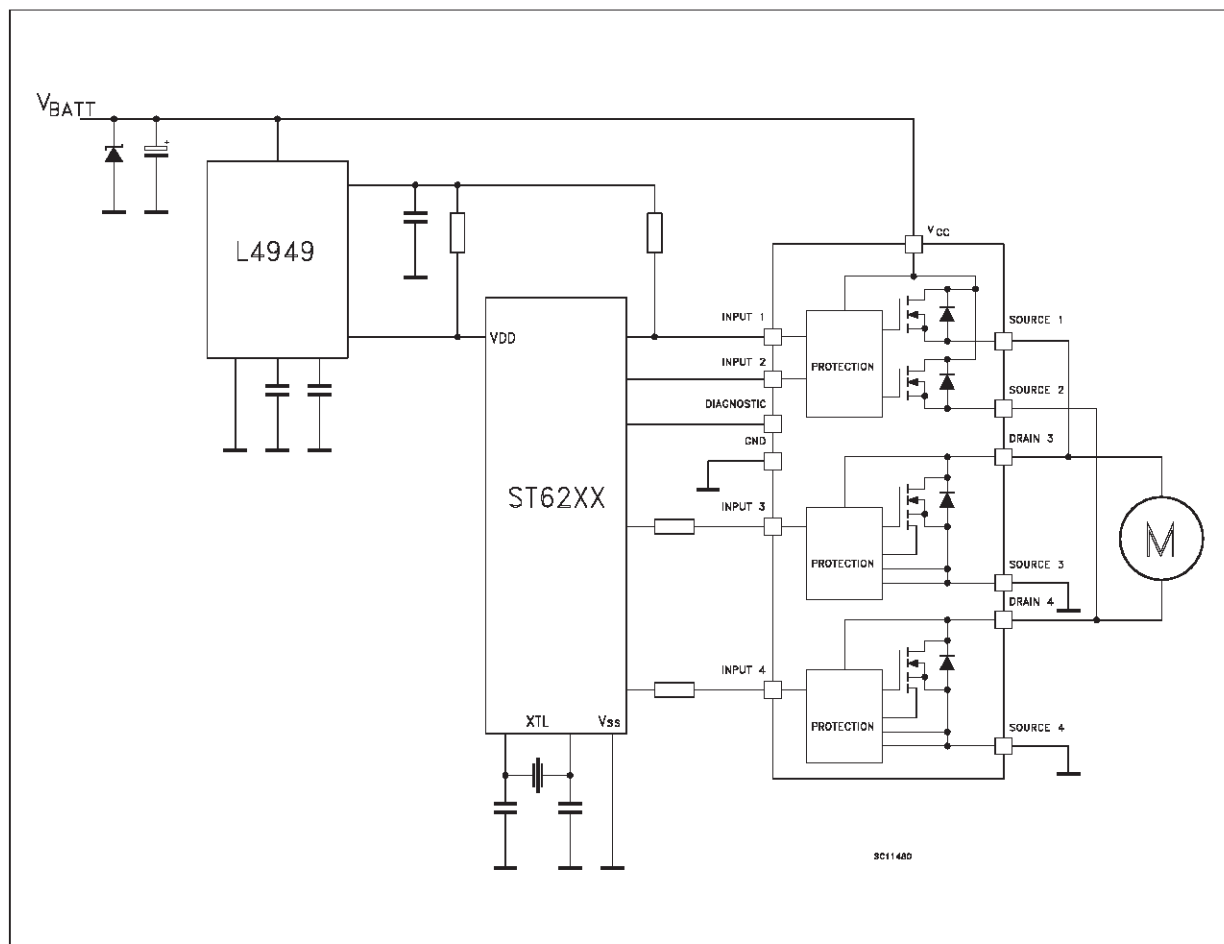 VBATT
L4949
VDD
ST62XX
XTL
Vss
VCC
INPUT 1
INPUT 2
DIAGNOSTIC
GND
INPUT 3
INPUT 4
PROTECTION
PROTECTION
PROTECTION
SOURCE 1
SOURCE 2
DRAIN 3
SOURCE 3
DRAIN 4
SOURCE 4
M
+
SC11480